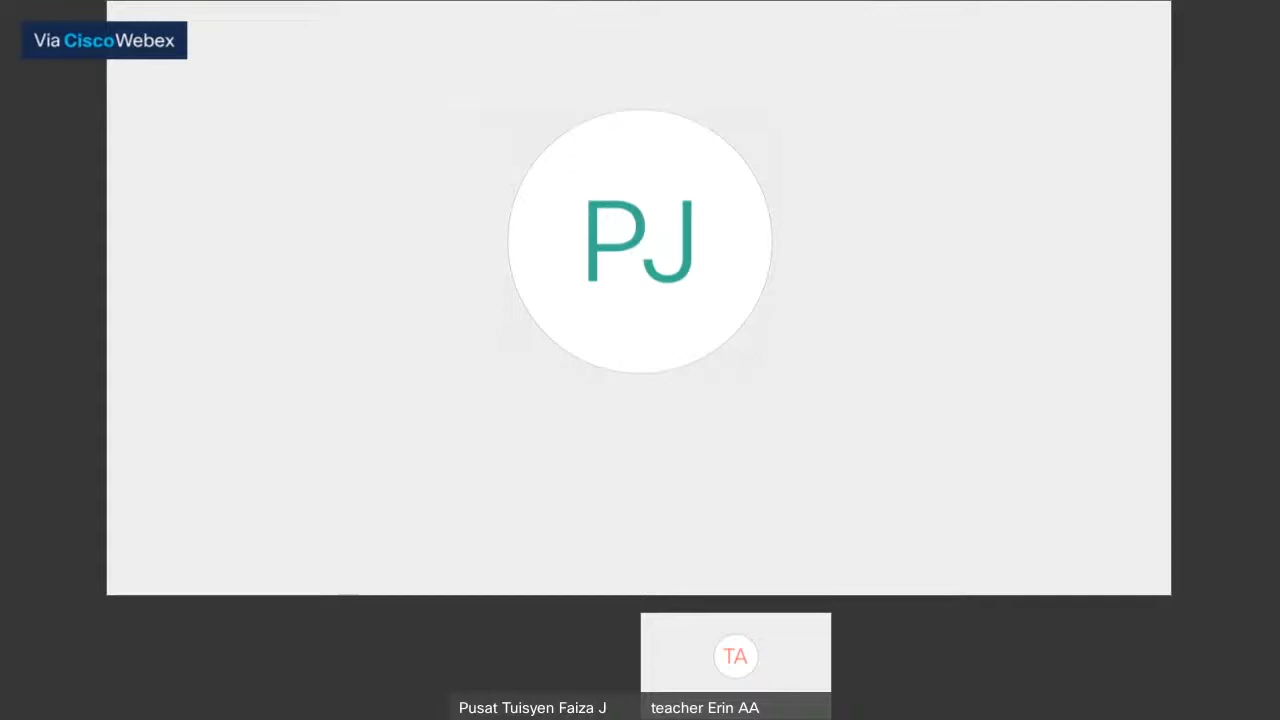 Via CiscoWebex
PJ
TA
Pusat Tuisyen Faiza J
teacher Erin AA